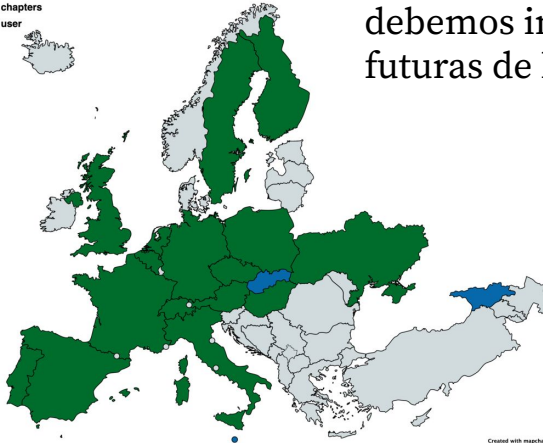 chapters
user
debemos in
futuras de l
Created with mapcha